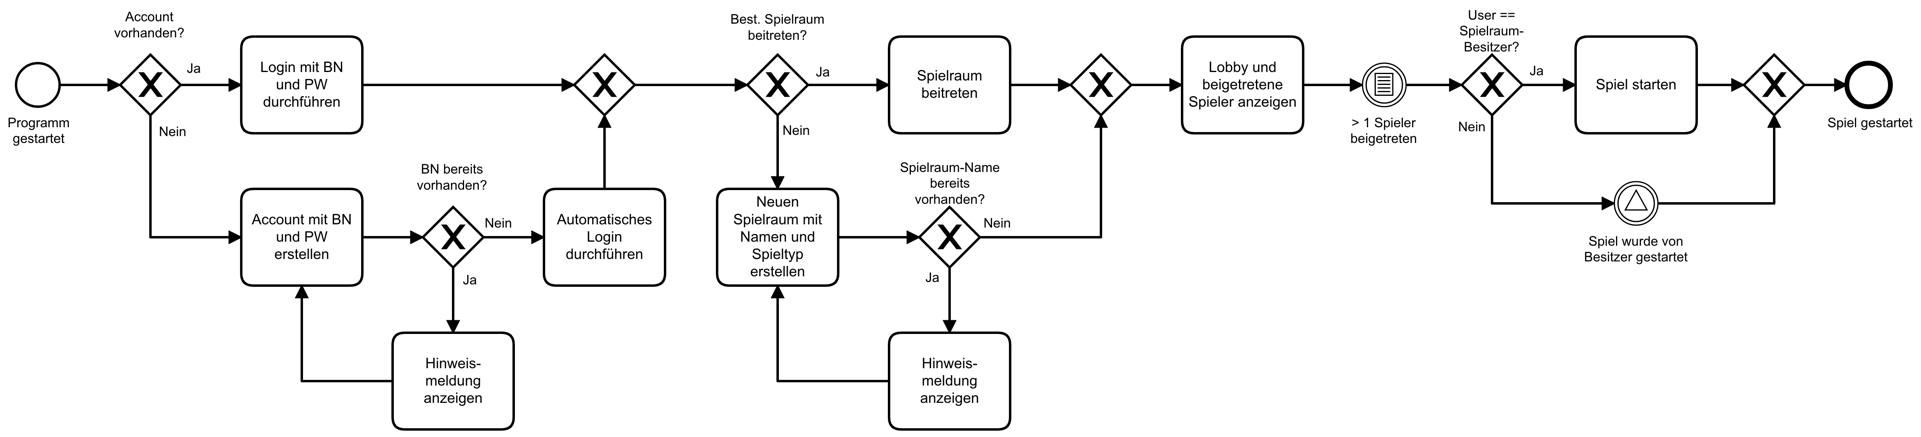 Programm
gestartet
Account
vorhanden?
Ja
Nein
Login mit BN
und PW
durchführen
Account mit BN
und PW
erstellen
BN bereits
vorhanden?
Nein
Ja
Hinweis-
meldung
anzeigen
Automatisches
Login
durchführen
Best. Spielraum
beitreten?
Ja
Nein
Spielraum
beitreten
Neuen
Spielraum mit
Namen und
Spieltyp
erstellen
Spielraum-Name
bereits
vorhanden?
Nein
Ja
Hinweis-
meldung
anzeigen
Lobby und
beigetretene
Spieler anzeigen
> 1 Spieler
beigetreten
User ==
Spielraum-
Besitzer?
Ja
Nein
Spiel starten
Spiel wurde von
Besitzer gestartet
Spiel gestartet